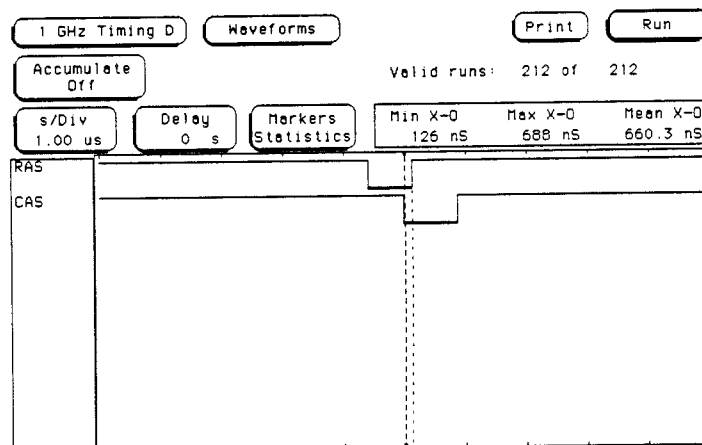 1 GHz Timing D Waveforms Print Run
Accumulate
Off
Valid runs: 212 of 212
s/Div
1.00 us
Delay
0 s
Markers
Statistics
Min X-O Max X-O Mean X-O
126 nS 688 nS 660.3 nS
RAS
CAS